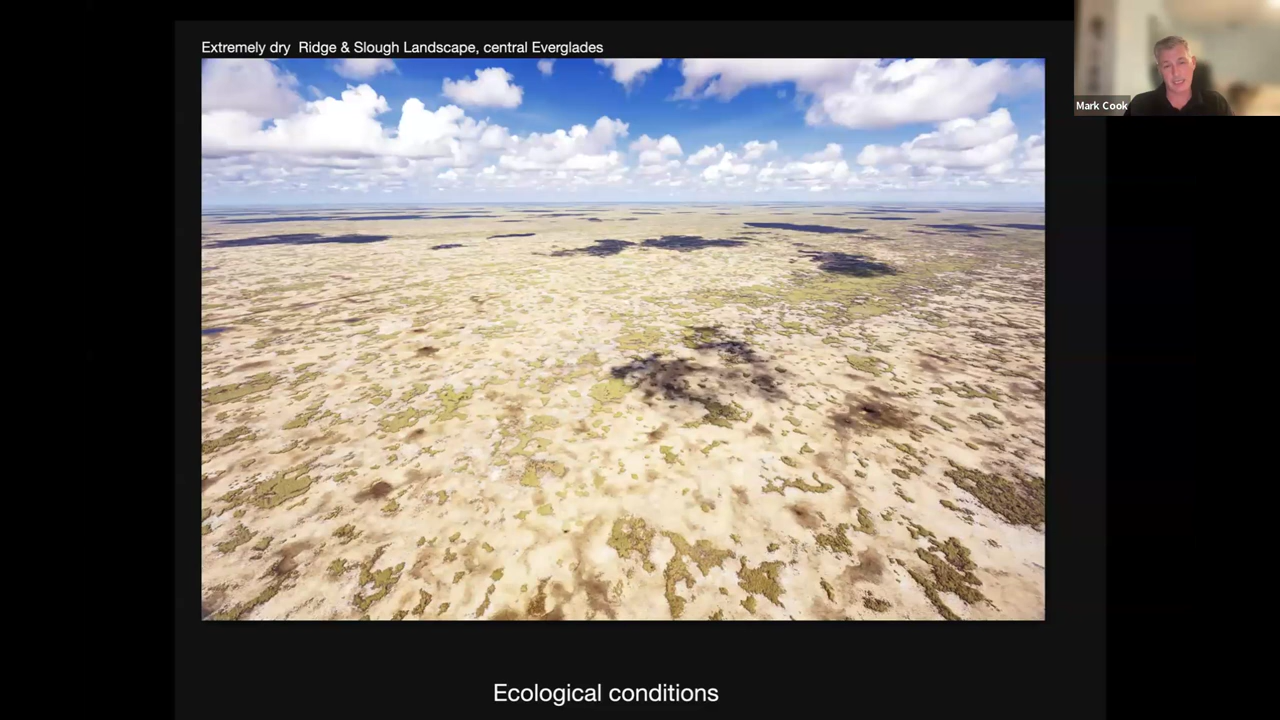 Extremely dry  Ridge & Slough Landscape, central Everglades
Mark Cook
Ecological conditions